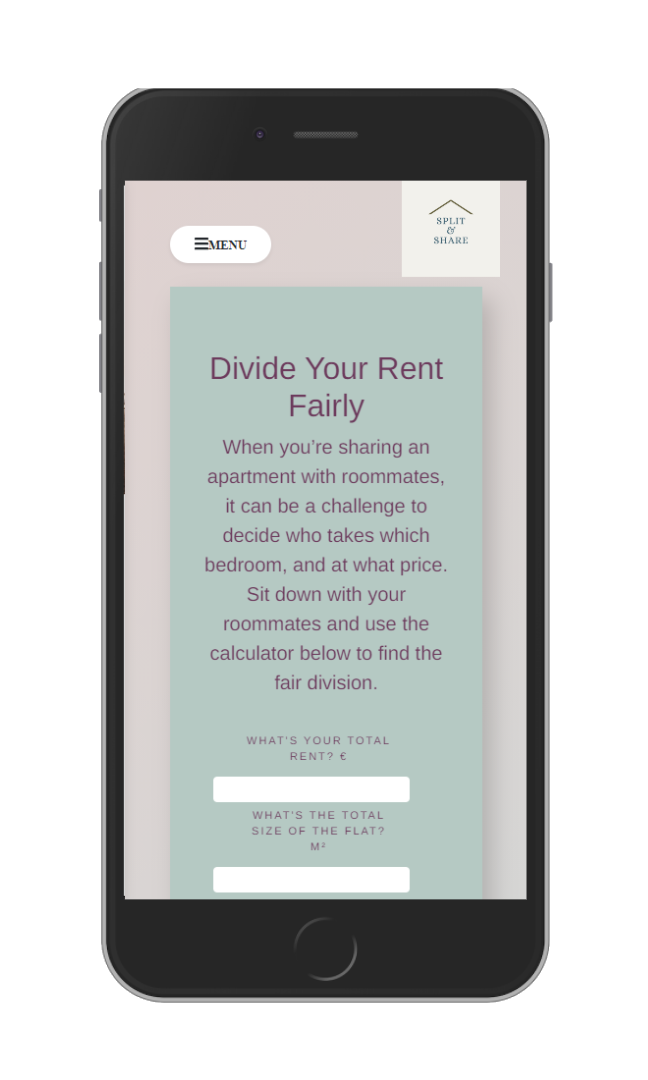 MENU
SPLIT
&
SHARE
Divide Your Rent
Fairly
When you’re sharing an
apartment with roommates,
it can be a challenge to
decide who takes which
bedroom, and at what price.
Sit down with your
roommates and use the
calculator below to find the
fair division.
WHAT'S YOUR TOTAL
RENT? €
WHAT'S THE TOTAL
SIZE OF THE FLAT?
M²